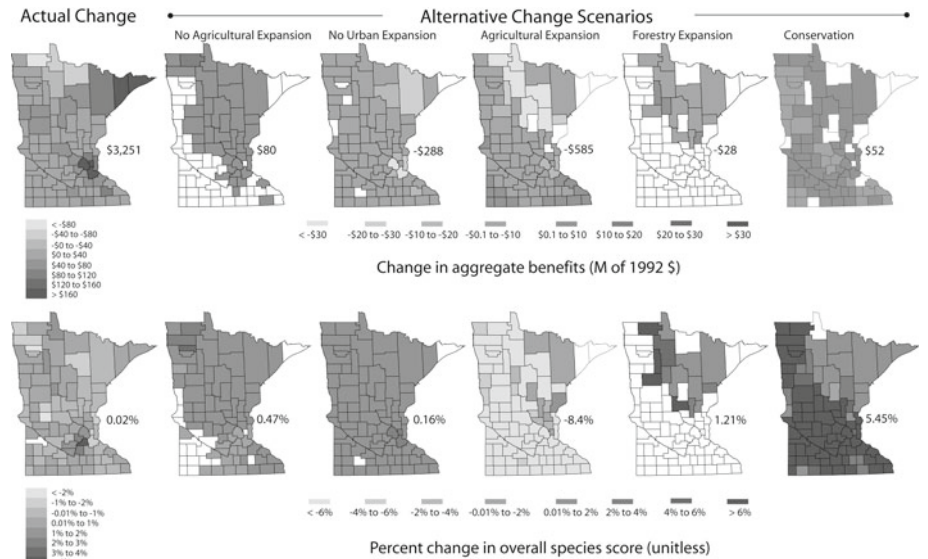 Actual Change
Alternative Change Scenarios
No Agricultural Expansion
No Urban Expansion
Agricultural Expansion
Forestry Expansion
Conservation
$3,251
$80
-$288
-$585
-$28
$52
< -$80
-$40 to -$80
-$0 to -$40
$0 to $40
$40 to $80
$80 to $120
$120 to $160
> $160
< -$30
-$20 to -$30
-$10 to -$20
-$0.1 to -$10
$0.1 to $10
$10 to $20
$20 to $30
> $30
Change in aggregate benefits (M of 1992 $)
0.02%
0.47%
0.16%
-8.4%
1.21%
5.45%
< -2%
-1% to -2%
-0.01% to -1%
0.01% to 1%
1% to 2%
2% to 3%
3% to 4%
< -6%
-4% to -6%
-2% to -4%
-0.01% to -2%
0.01% to 2%
2% to 4%
4% to 6%
> 6%
Percent change in overall species score (unitless)